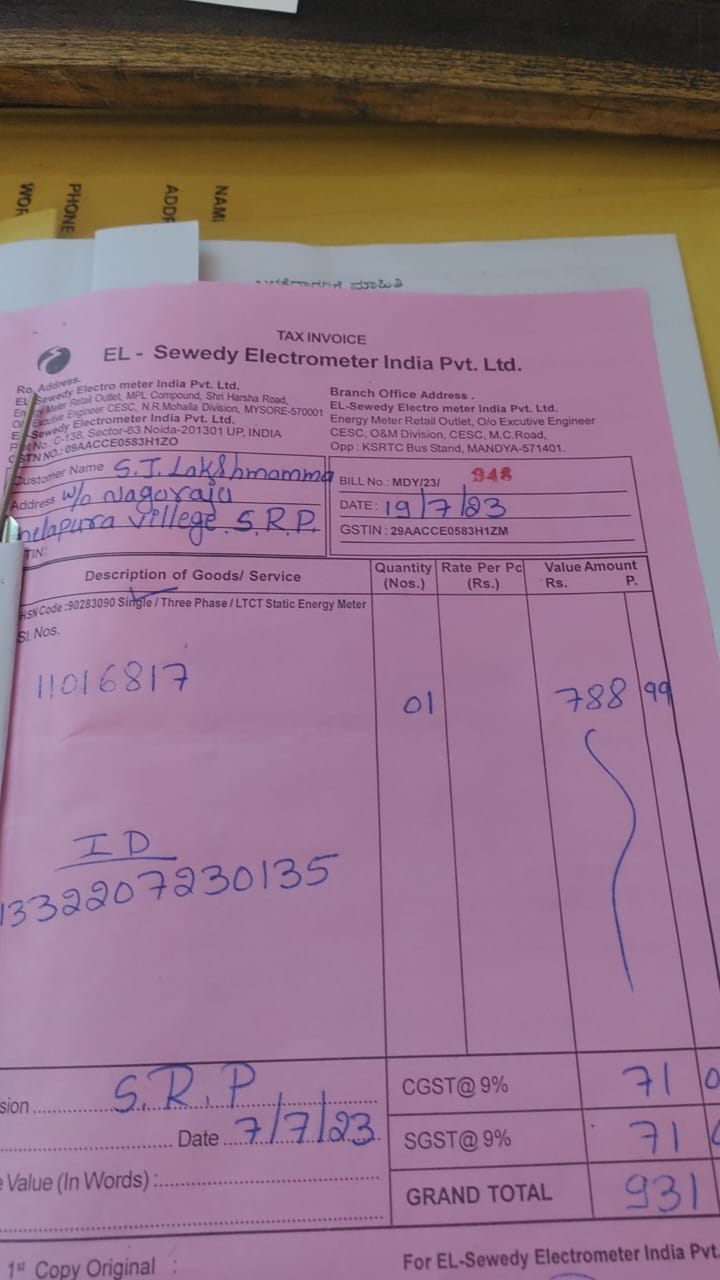 WOR
PHONE
ADDR
NAM
TAX INVOICE
EL - Sewedy Electrometer India Pvt. Ltd.
Ro. Address.
EL Sewedy Electro meter India Pvt. Ltd.
Meter Retail Outlet, MPL Compound, Shri Harsha Road,
Excutive Engineer CESC, N.R.Mohalla Division, MYSORE-570001
Sewedy Electrometer India Pvt. Ltd.
No. C-138, Sector-63 Noida-201301 UP, INDIA
GSTN NO.: 09AACCE0583H1ZO
Branch Office Address .
EL-Sewedy Electro meter India Pvt. Ltd.
Energy Meter Retail Outlet, O/o Excutive Engineer
CESC, O&M Division, CESC, M.C.Road,
Opp : KSRTC Bus Stand, MANDYA-571401.
Customer Name S.J. Lakshmamma
Address W/o Nagaraju
Village. S.R.P.
TIN:
BILL No.: MDY/23/ 948
DATE : 19/7/23
GSTIN : 29AACCE0583H1ZM
Description of Goods/ Service
Quantity (Nos.)
Rate Per Pc (Rs.)
Value Amount
Rs. P.
HSN Code :90283090 Single / Three Phase / LTCT Static Energy Meter
Sl. Nos.
11016817 01 788 99
ID
1332207230135
sion S.R.P
Date 7/7/23
Value (In Words) :
CGST@ 9% 71 0
SGST@ 9% 71
GRAND TOTAL 931
1st Copy Original :
For EL-Sewedy Electrometer India Pvt.